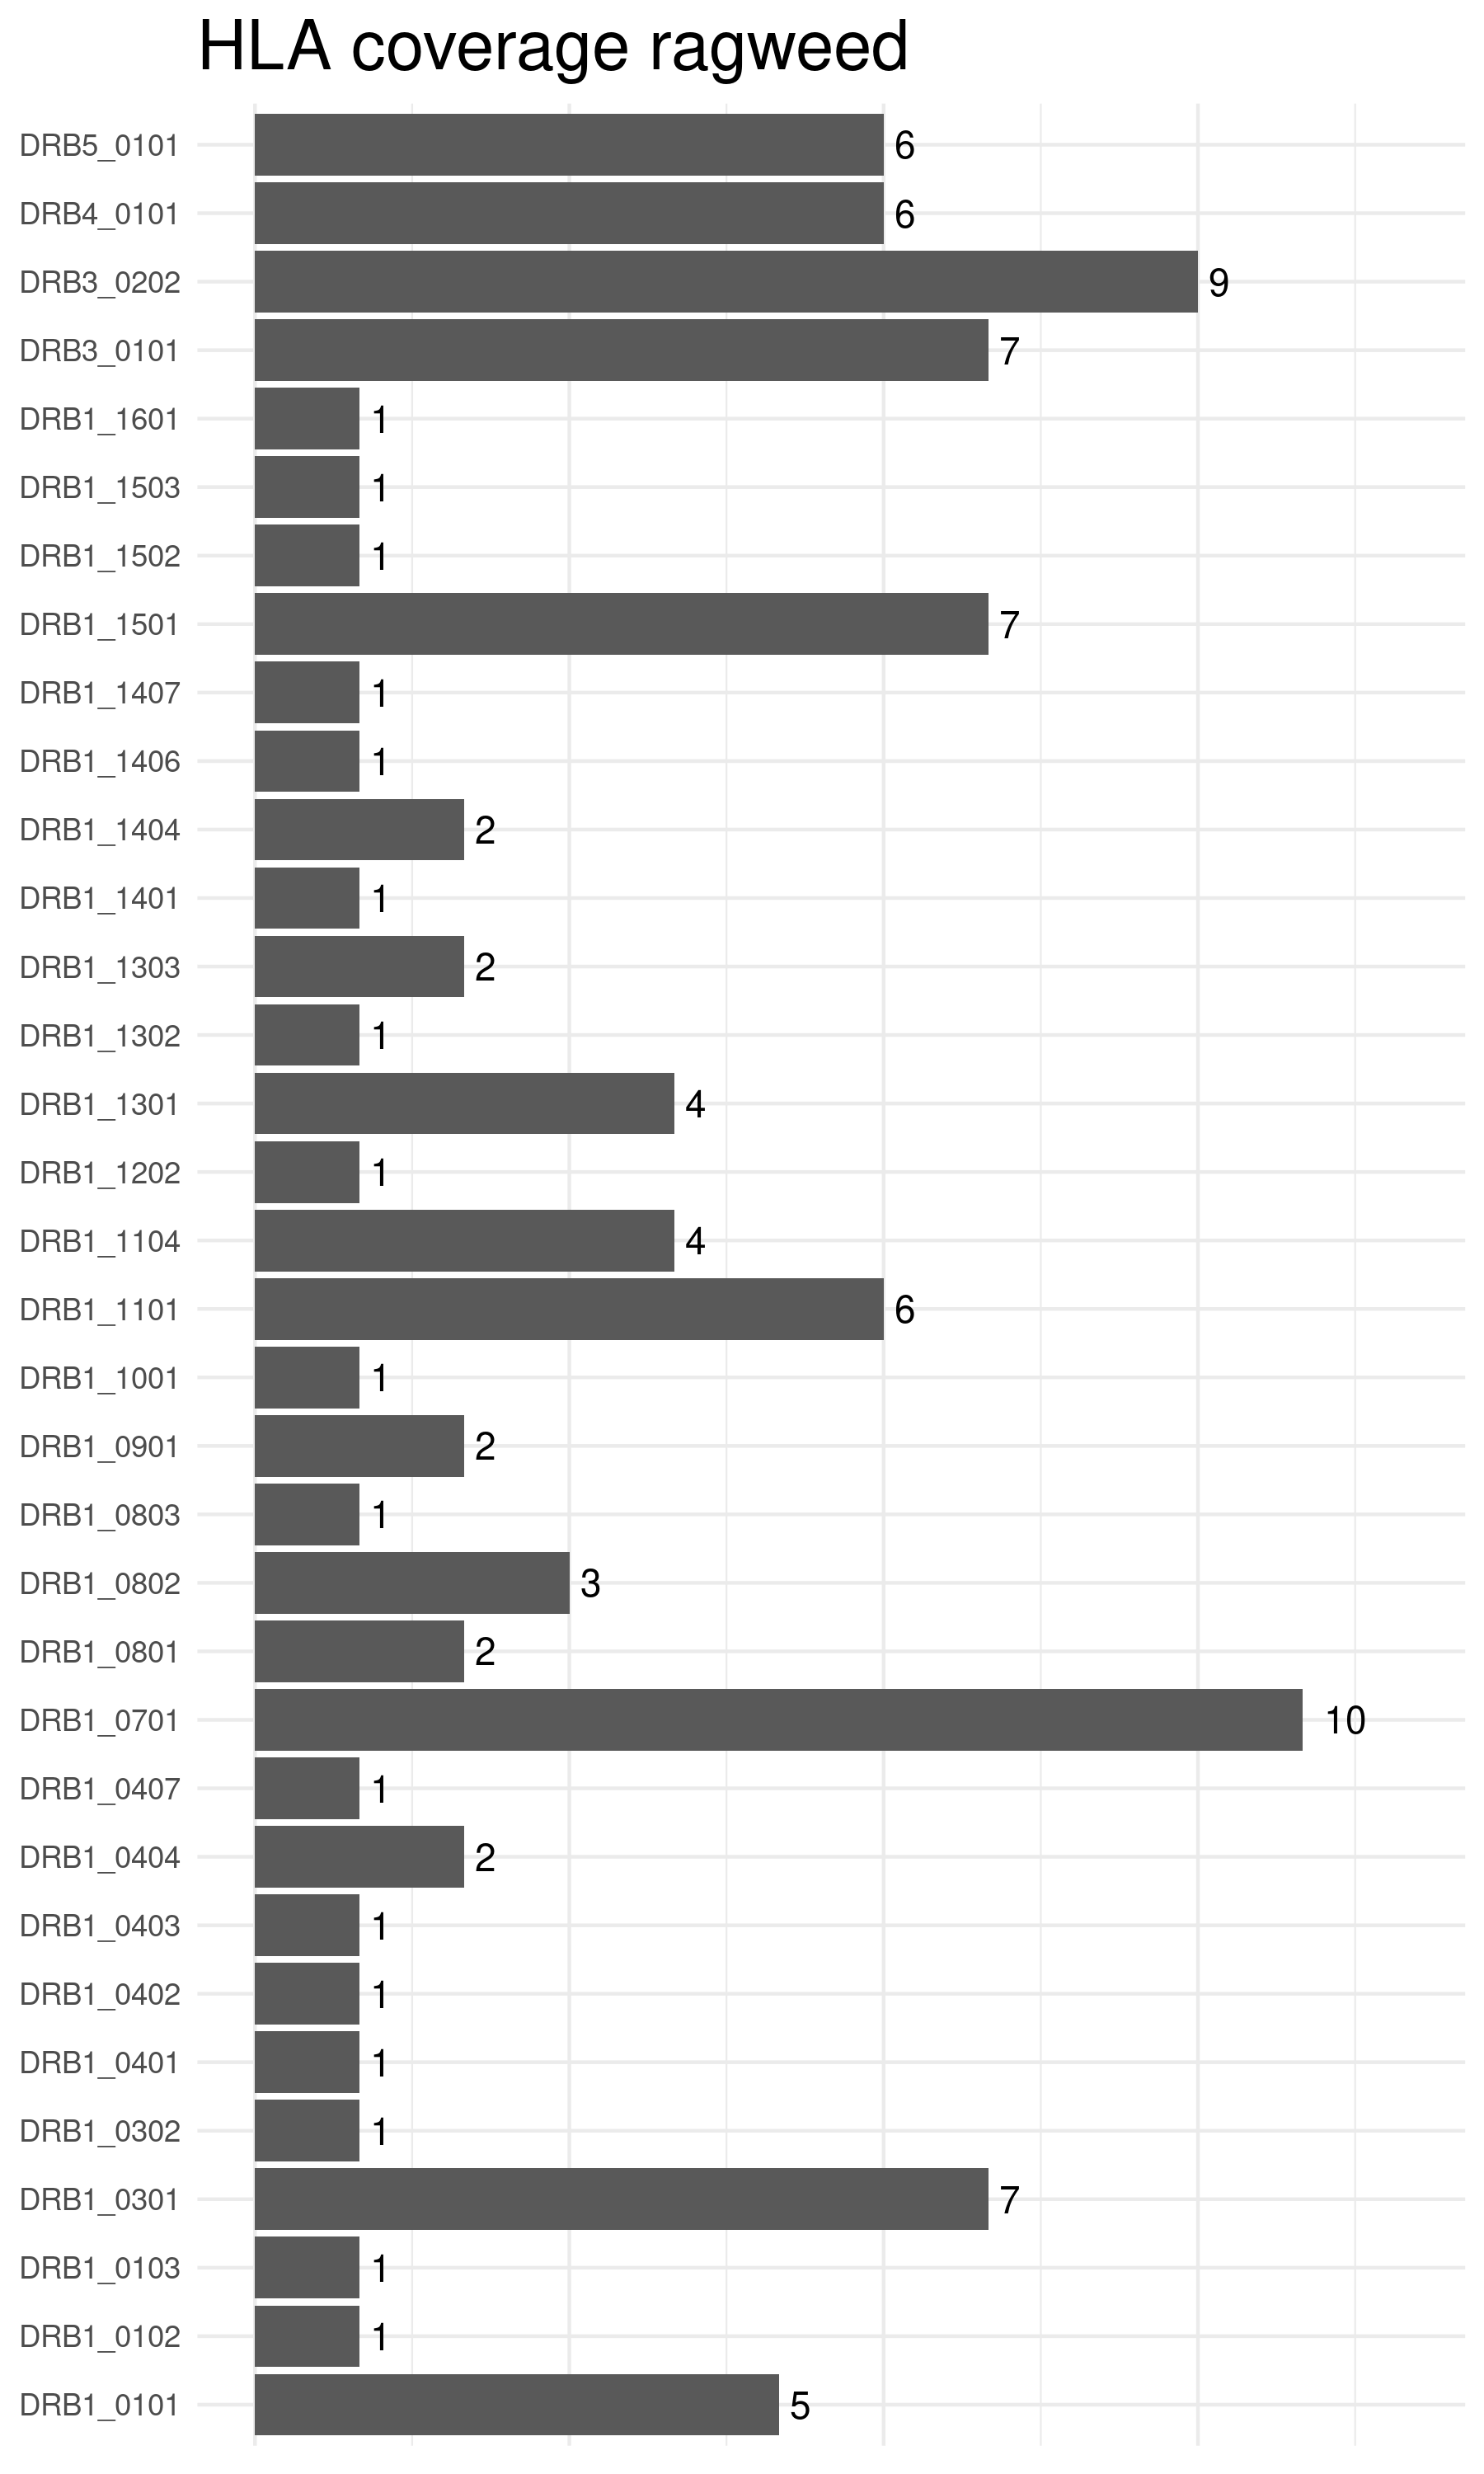 HLA coverage ragweed
DRB5_0101 6
DRB4_0101 6
DRB3_0202 9
DRB3_0101 7
DRB1_1601 1
DRB1_1503 1
DRB1_1502 1
DRB1_1501 7
DRB1_1407 1
DRB1_1406 1
DRB1_1404 2
DRB1_1401 1
DRB1_1303 2
DRB1_1302 1
DRB1_1301 4
DRB1_1202 1
DRB1_1104 4
DRB1_1101 6
DRB1_1001 1
DRB1_0901 2
DRB1_0803 1
DRB1_0802 3
DRB1_0801 2
DRB1_0701 10
DRB1_0407 1
DRB1_0404 2
DRB1_0403 1
DRB1_0402 1
DRB1_0401 1
DRB1_0302 1
DRB1_0301 7
DRB1_0103 1
DRB1_0102 1
DRB1_0101 5